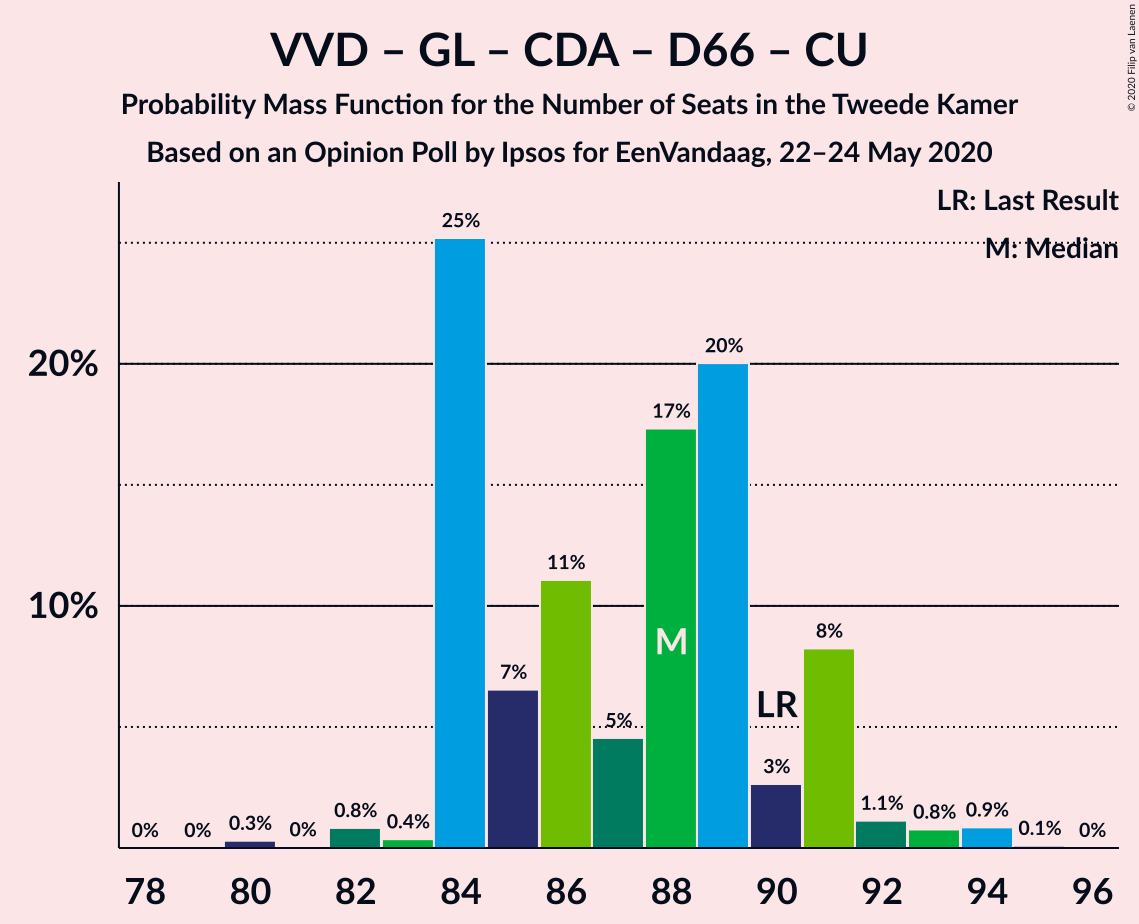 VVD – GL – CDA – D66 – CU
Probability Mass Function for the Number of Seats in the Tweede Kamer
Based on an Opinion Poll by Ipsos for EenVandaag, 22–24 May 2020
© 2020 Filip van Laenen
LR: Last Result
M: Median
20%
10%
0%
0%
0.3%
0%
0.8%
0.4%
25%
7%
11%
5%
17%
M
20%
LR
3%
8%
1.1%
0.8%
0.9%
0.1%
0%
78 80 82 84 86 88 90 92 94 96